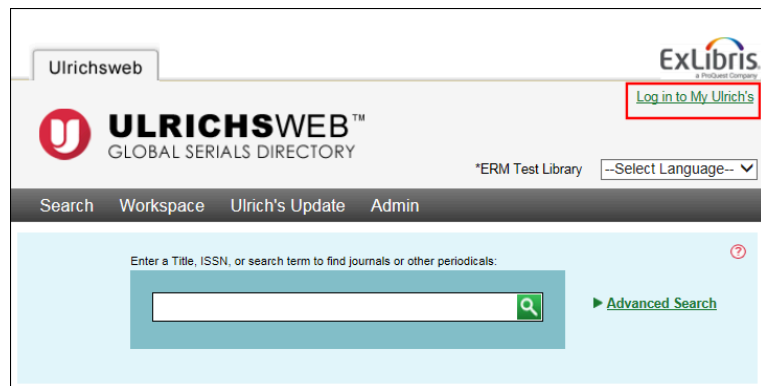 Ulrichsweb
ExLibris.
a ProQuest Company
Log in to My Ulrich's
ULRICHSWEB™
GLOBAL SERIALS DIRECTORY
*ERM Test Library
--Select Language--
Search Workspace Ulrich's Update Admin
Enter a Title, ISSN, or search term to find journals or other periodicals:
?
Advanced Search